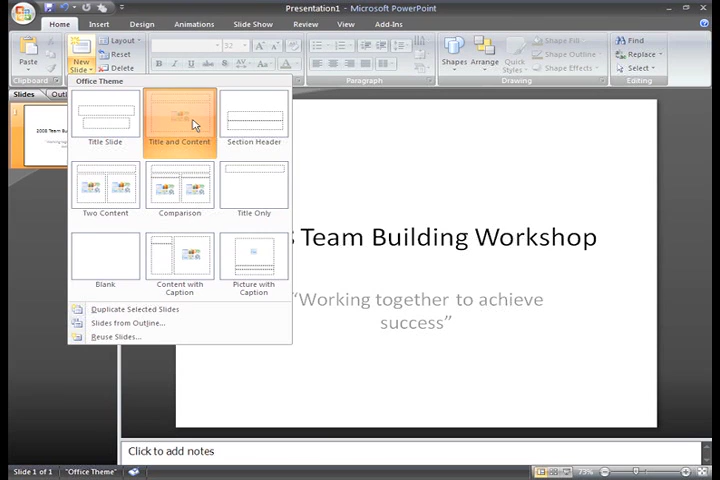 Presentation1 - Microsoft PowerPoint
Home Insert Design Animations Slide Show Review View Add-Ins
Paste
Clipboard
New
Slide
Layout
Reset
Delete
Paragraph
Shapes
Arrange
Quick
Styles
Shape Fill
Shape Outline
Shape Effects
Drawing
Find
Replace
Select
Editing
Slides
Office Theme
Title Slide
Title and Content
Section Header
Two Content
Comparison
Title Only
Blank
Content with
Caption
Picture with
Caption
Duplicate Selected Slides
Slides from Outline...
Reuse Slides...
Team Building Workshop
“Working together to achieve
success”
Click to add notes
Slide 1 of 1
"Office Theme"
73%